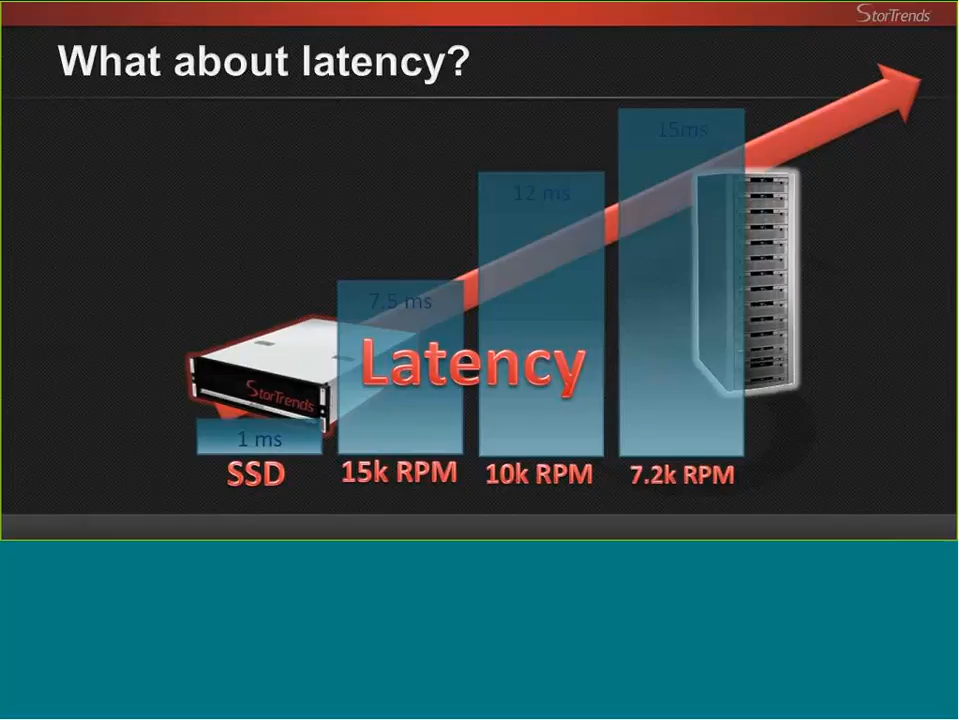 StorTrends
What about latency?
15ms
12 ms
7.5 ms
Latency
StorTrends
1 ms
SSD
15k RPM
10k RPM
7.2k RPM